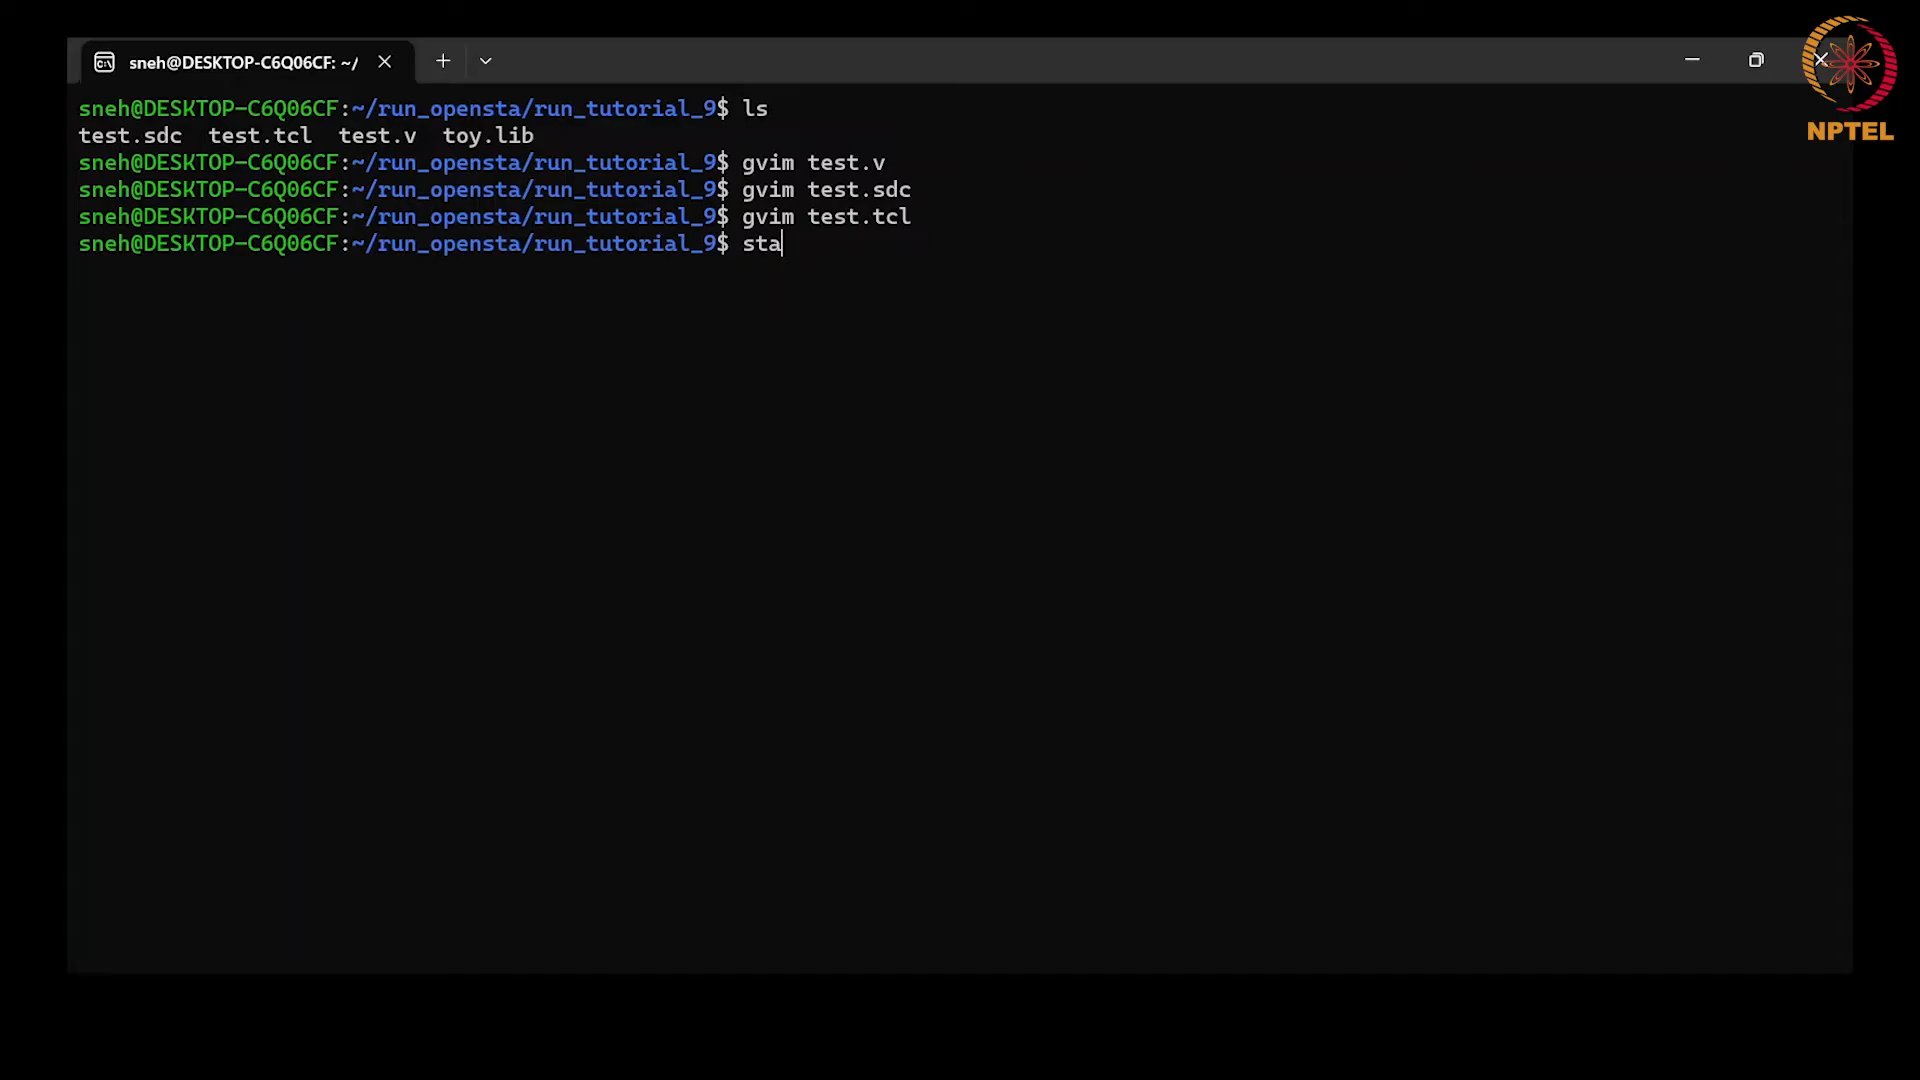 sneh@DESKTOP-C6Q06CF: ~/
sneh@DESKTOP-C6Q06CF:~/run_opensta/run_tutorial_9$ ls
test.sdc  test.tcl  test.v  toy.lib
sneh@DESKTOP-C6Q06CF:~/run_opensta/run_tutorial_9$ gvim test.v
sneh@DESKTOP-C6Q06CF:~/run_opensta/run_tutorial_9$ gvim test.sdc
sneh@DESKTOP-C6Q06CF:~/run_opensta/run_tutorial_9$ gvim test.tcl
sneh@DESKTOP-C6Q06CF:~/run_opensta/run_tutorial_9$ sta
NPTEL